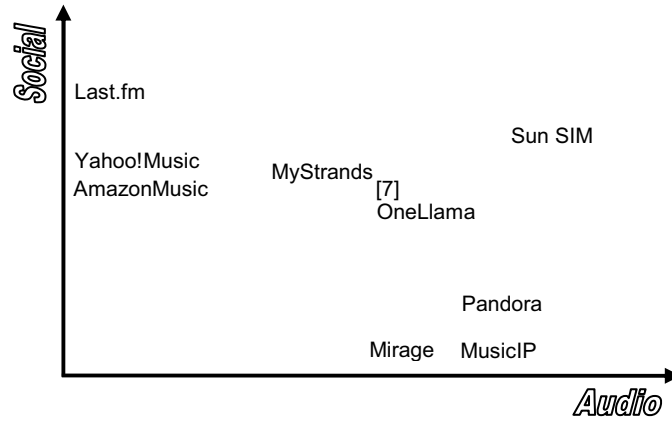 Social
Last.fm
Sun SIM
Yahoo!Music
MyStrands
AmazonMusic
[7]
OneLlama
Pandora
Mirage
MusicIP
Audio